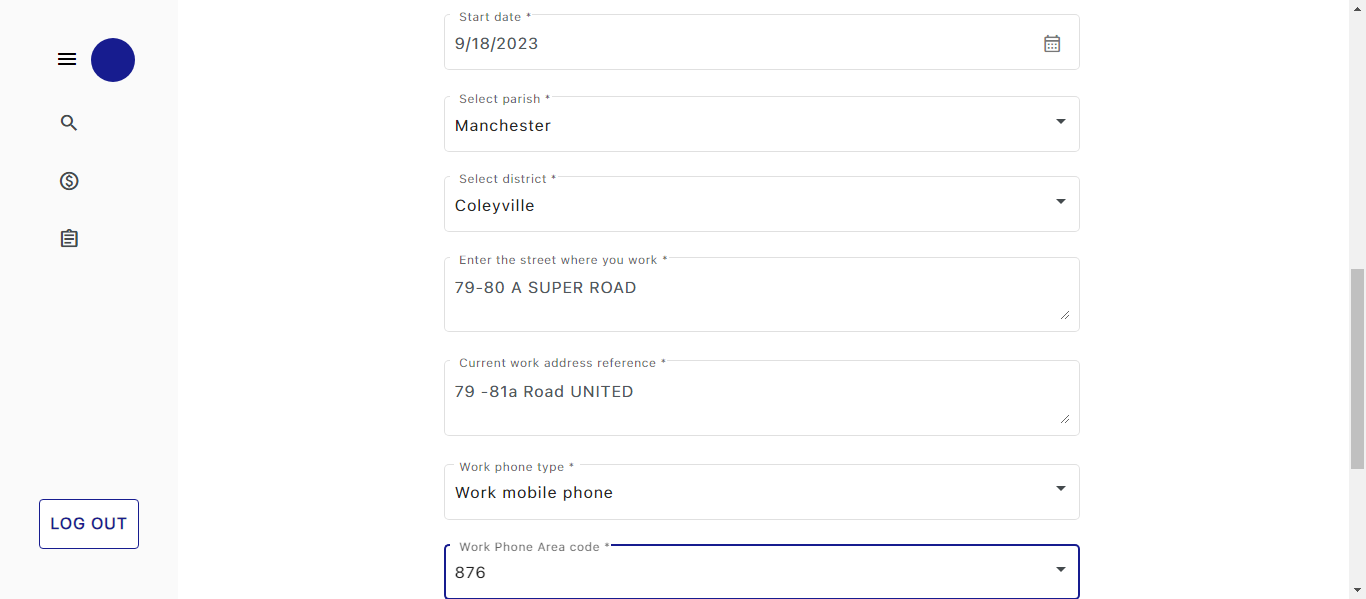 Start date *
9/18/2023
Select parish *
Manchester
Select district *
Coleyville
Enter the street where you work *
79-80 A SUPER ROAD
Current work address reference *
79 -81a Road UNITED
Work phone type *
Work mobile phone
LOG OUT
Work Phone Area code *
876